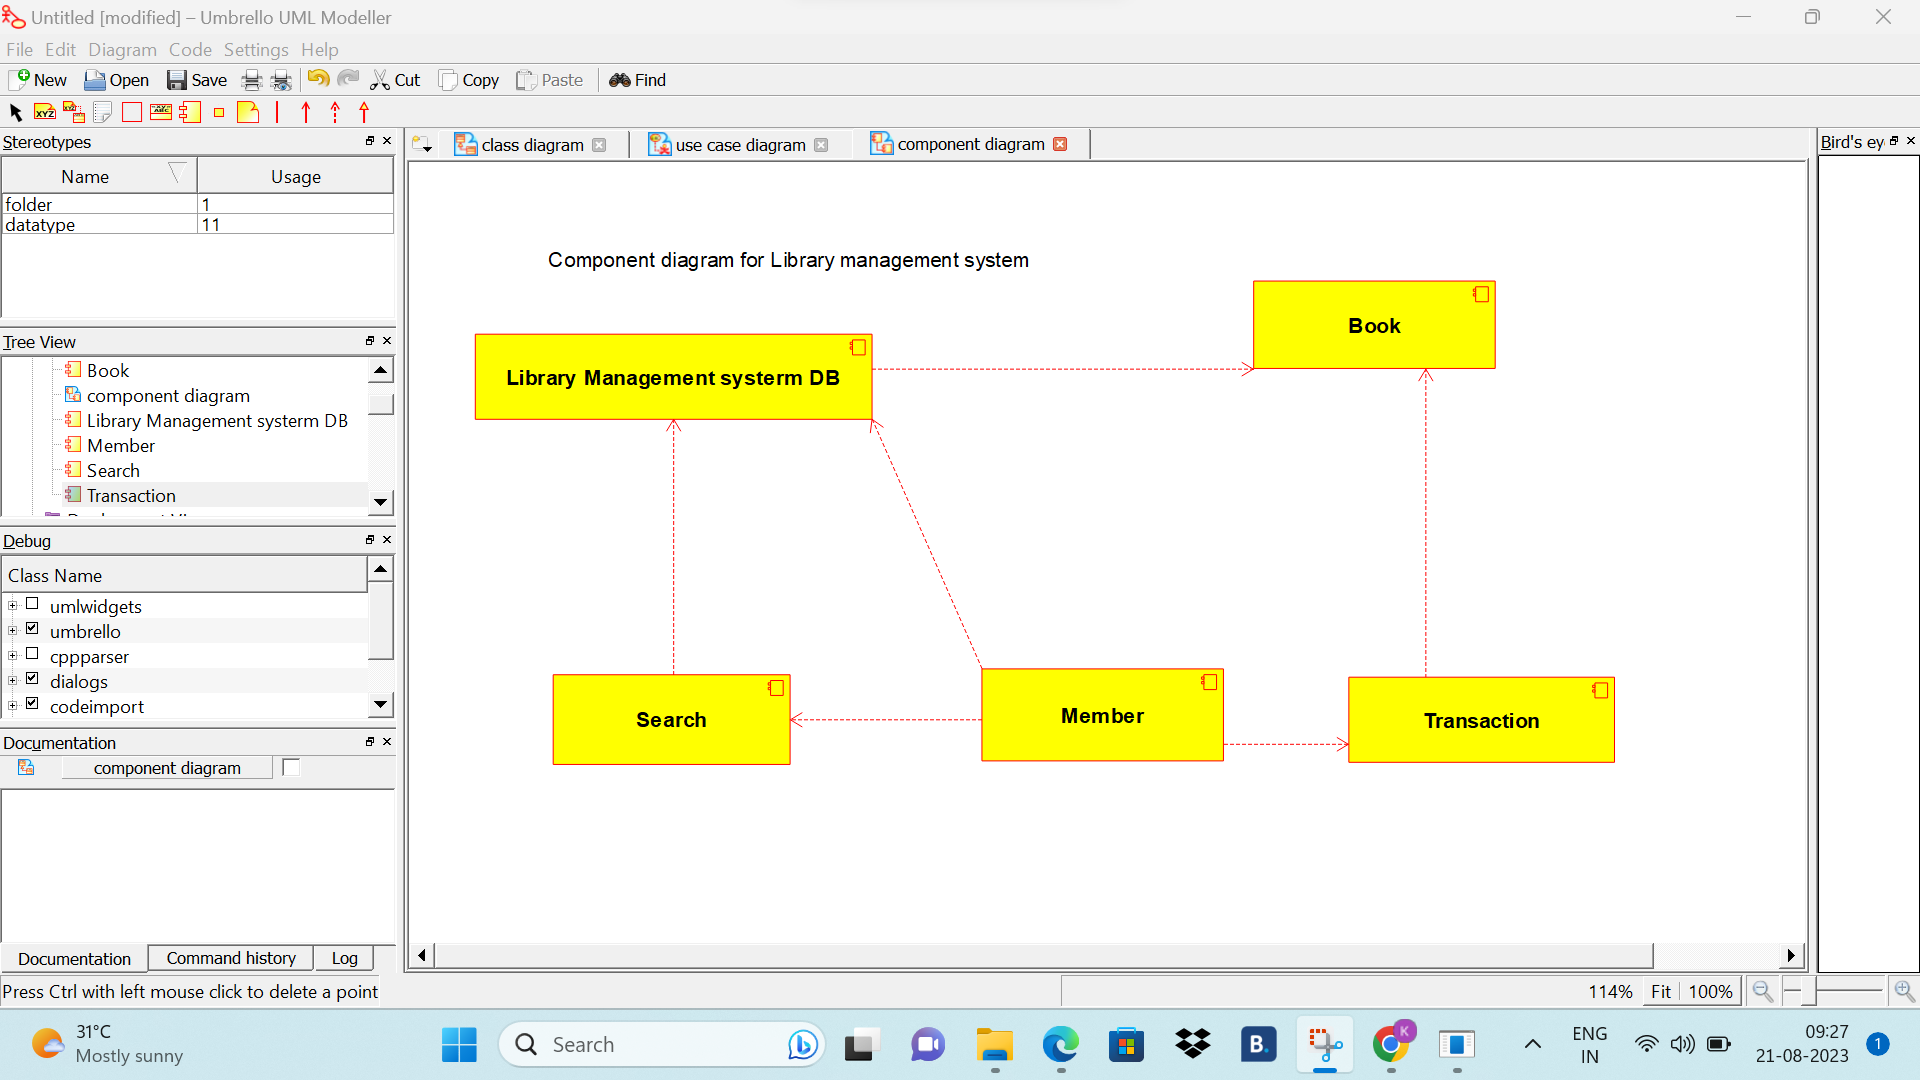 Untitled [modified] – Umbrello UML Modeller
File Edit Diagram Code Settings Help
New Open Save Cut Copy Paste Find
XYZ
Stereotypes
Name Usage
folder 1
datatype 11
Tree View
Book
component diagram
Library Management systerm DB
Member
Search
Transaction
Debug
Class Name
umlwidgets
umbrello
cppparser
dialogs
codeimport
Documentation
component diagram
Documentation Command history Log
Press Ctrl with left mouse click to delete a point
class diagram use case diagram component diagram
Bird's ey
Component diagram for Library management system
Book
Library Management systerm DB
Search
Member
Transaction
114% Fit 100%
31°C
Mostly sunny
Search
B.
K
ENG
IN
09:27
21-08-2023
1